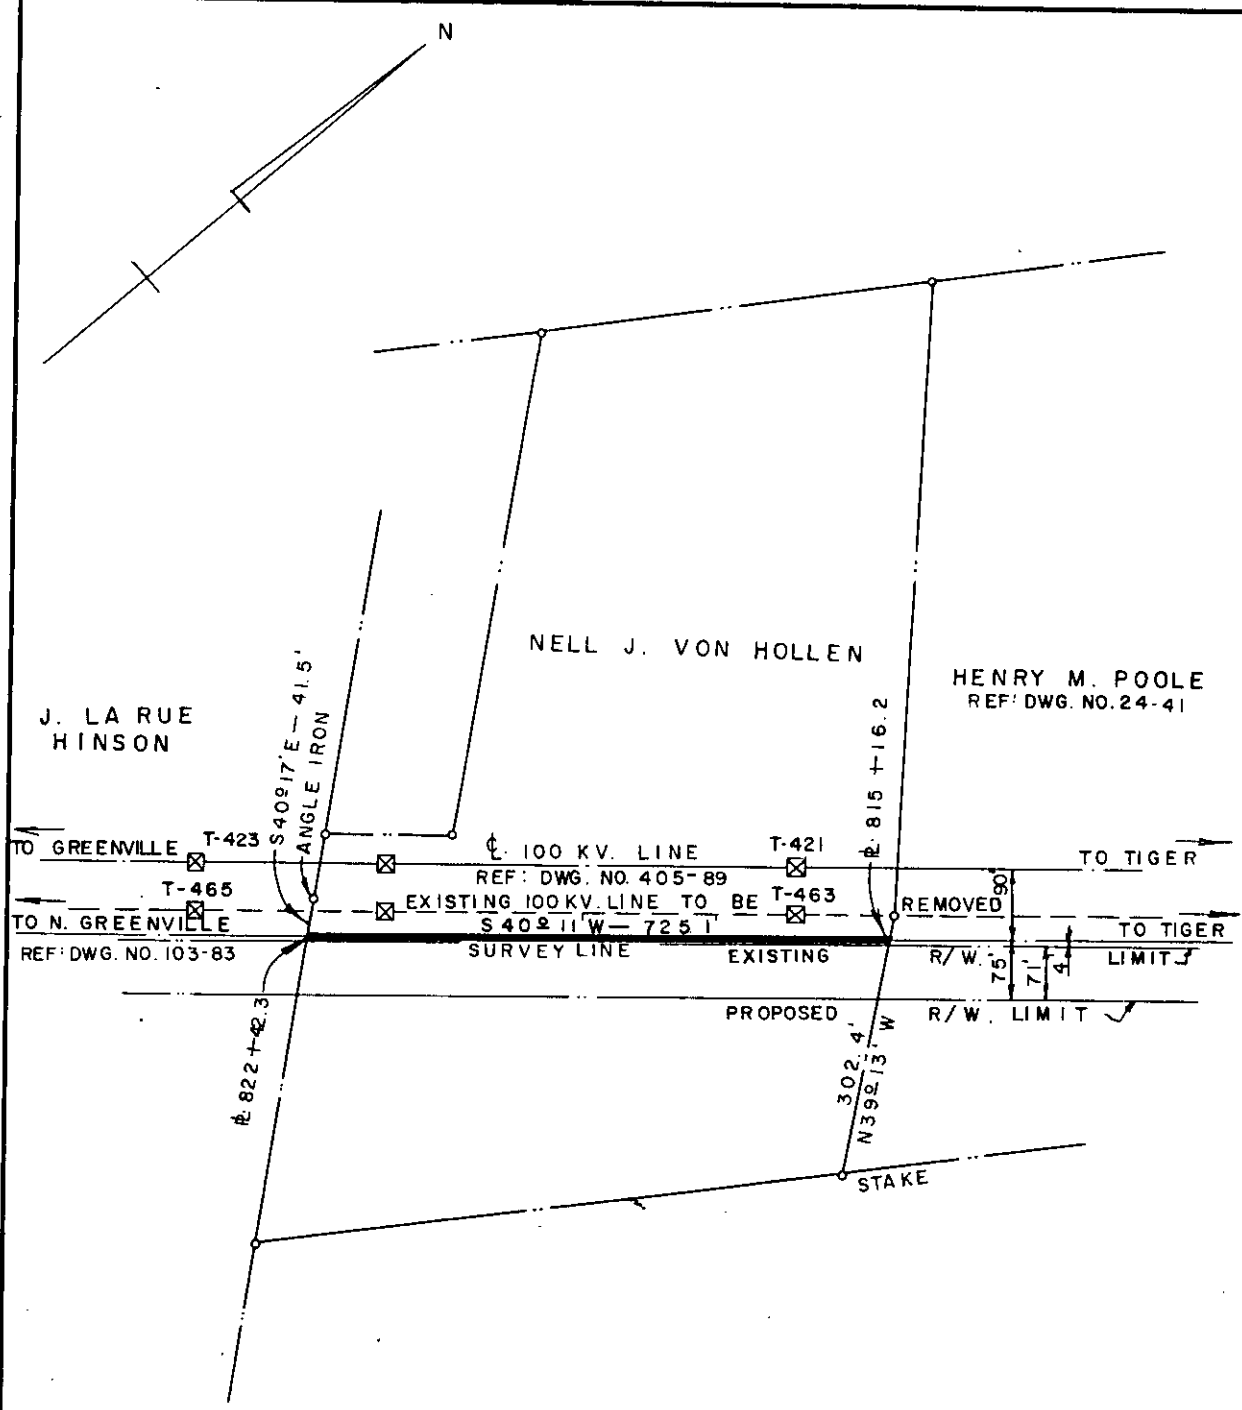 N
NELL J. VON HOLLEN
HENRY M. POOLE
REF: DWG. NO. 24-41
J. LA RUE
HINSON
S 40º 17' E — 41.5'
ANGLE IRON
℄ 815 + 16.2
TO GREENVILLE
T-423
℄ 100 KV. LINE
T-421
TO TIGER
REF: DWG. NO. 405-89
90'
T-465
EXISTING 100 KV. LINE TO BE
T-463
REMOVED
TO N. GREENVILLE
S 40º 11' W — 725.1'
TO TIGER
REF: DWG. NO. 103-83
SURVEY LINE
EXISTING R/W. LIMIT
75'
71'
4'
PROPOSED R/W. LIMIT
℄ 822 + 42.3
302.4'
N 39º 13' W
STAKE